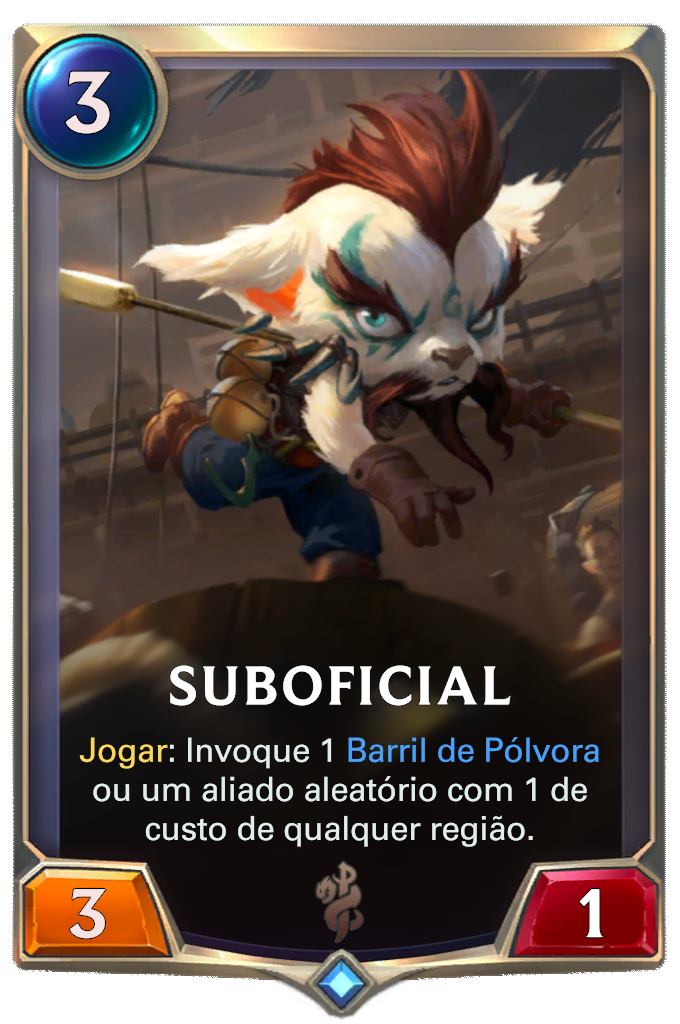 3
SUBOFICIAL
Jogar: Invoque 1 Barril de Pólvora
ou um aliado aleatório com 1 de
custo de qualquer região.
3
1